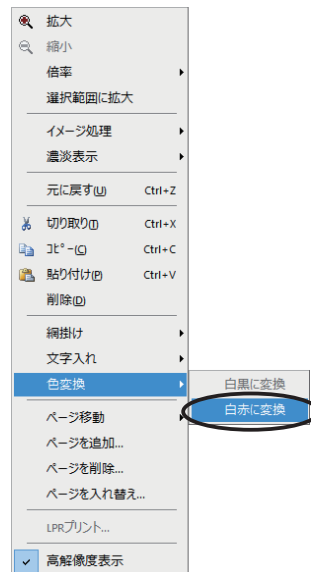 拡大
縮小
倍率
選択範囲に拡大
イメージ処理
濃淡表示
元に戻す(U) Ctrl+Z
切り取り(T) Ctrl+X
ｺﾋﾟｰ(C) Ctrl+C
貼り付け(P) Ctrl+V
削除(D)
網掛け
文字入れ
色変換
白黒に変換
白赤に変換
ページ移動
ページを追加...
ページを削除...
ページを入れ替え...
LPRプリント...
高解像度表示